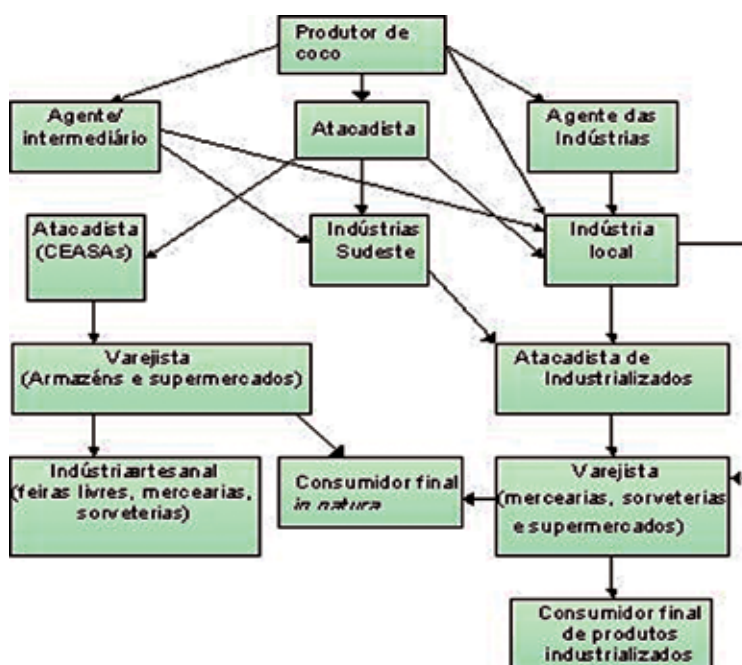 Produtor de
coco
Agente/
intermediário
Atacadista
Agente das
Indústrias
Atacadista
(CEASAs)
Indústrias
Sudeste
Indústria
local
Varejista
(Armazéns e supermercados)
Atacadista de
Industrializados
Indústriartesanal
(feiras livres, mercearias,
sorveterias)
Consumidor final
in natura
Varejista
(mercearias, sorveterias
e supermercados)
Consumidor final
de produtos
industrializados